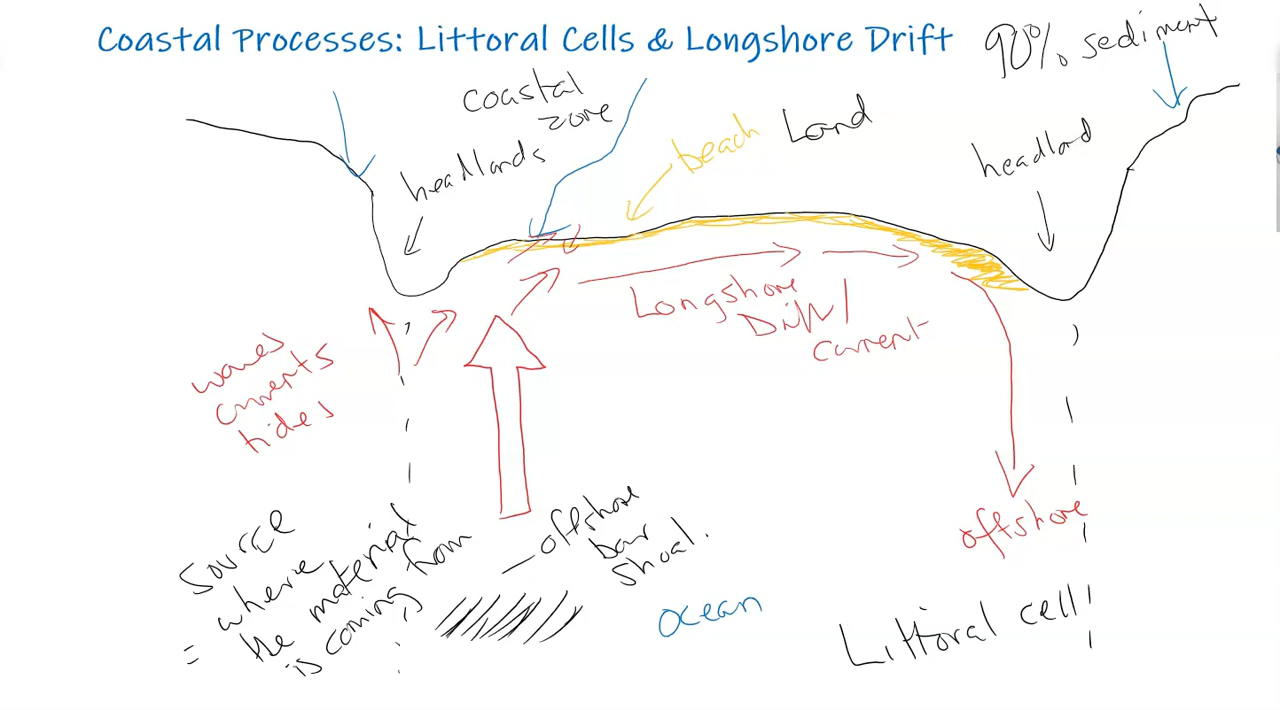 Coastal Processes: Littoral Cells & Longshore Drift
90% sediment
Coastal
zone
headlands
beach
Land
headland
Longshore
Drift/
Current
waves
currents
tides
offshore
bar
shoal.
offshore
Source
where
the material
is coming from
=
ocean
Littoral cell